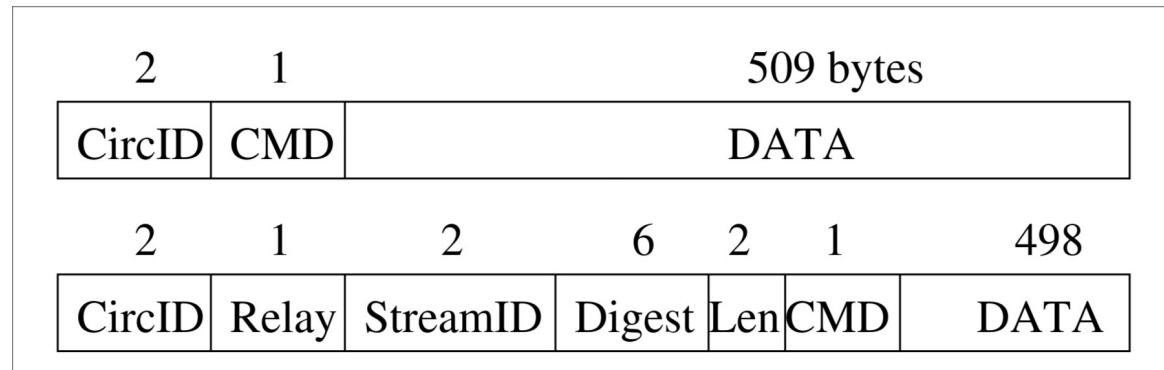 2 1 509 bytes
CircID CMD DATA
2 1 2 6 2 1 498
CircID Relay StreamID Digest Len CMD DATA